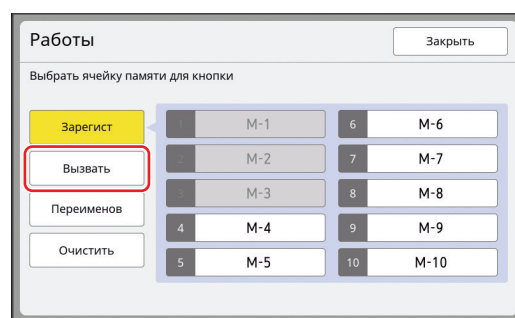 Работы
Закрыть
Выбрать ячейку памяти для кнопки
Зарегист
Вызвать
Переименов
Очистить
1 M-1
2 M-2
3 M-3
4 M-4
5 M-5
6 M-6
7 M-7
8 M-8
9 M-9
10 M-10